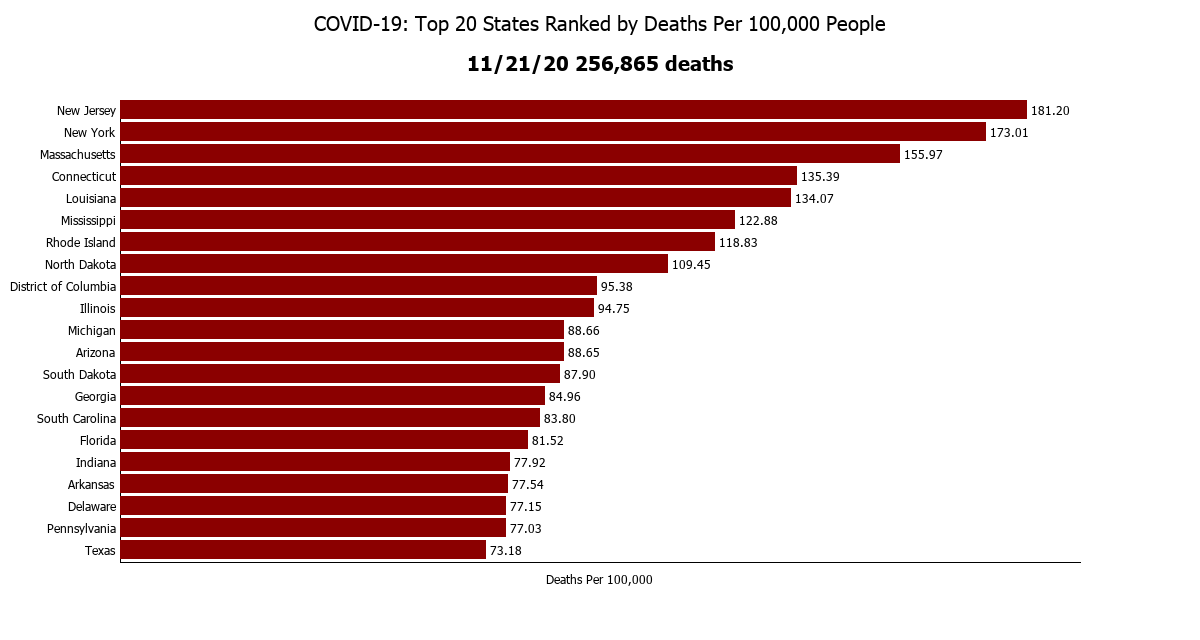 COVID-19: Top 20 States Ranked by Deaths Per 100,000 People
11/21/20 256,865 deaths
New Jersey 181.20
New York 173.01
Massachusetts 155.97
Connecticut 135.39
Louisiana 134.07
Mississippi 122.88
Rhode Island 118.83
North Dakota 109.45
District of Columbia 95.38
Illinois 94.75
Michigan 88.66
Arizona 88.65
South Dakota 87.90
Georgia 84.96
South Carolina 83.80
Florida 81.52
Indiana 77.92
Arkansas 77.54
Delaware 77.15
Pennsylvania 77.03
Texas 73.18
Deaths Per 100,000